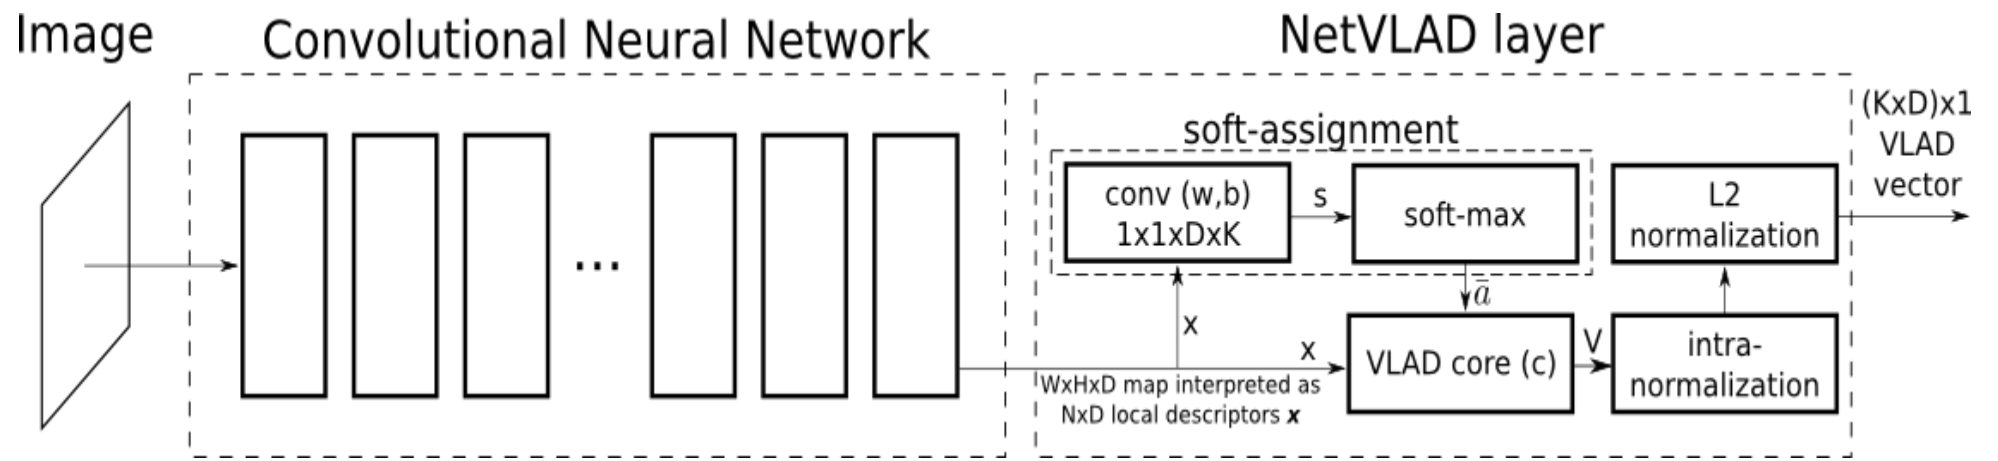 Image
Convolutional Neural Network
NetVLAD layer
...
soft-assignment
conv (w,b)
1x1x1xDxK
s
soft-max
L2
normalization
(KxD)x1
VLAD
vector
x
x
ā
VLAD core (c)
V
intra-
normalization
WxHxD map interpreted as
NxD local descriptors x